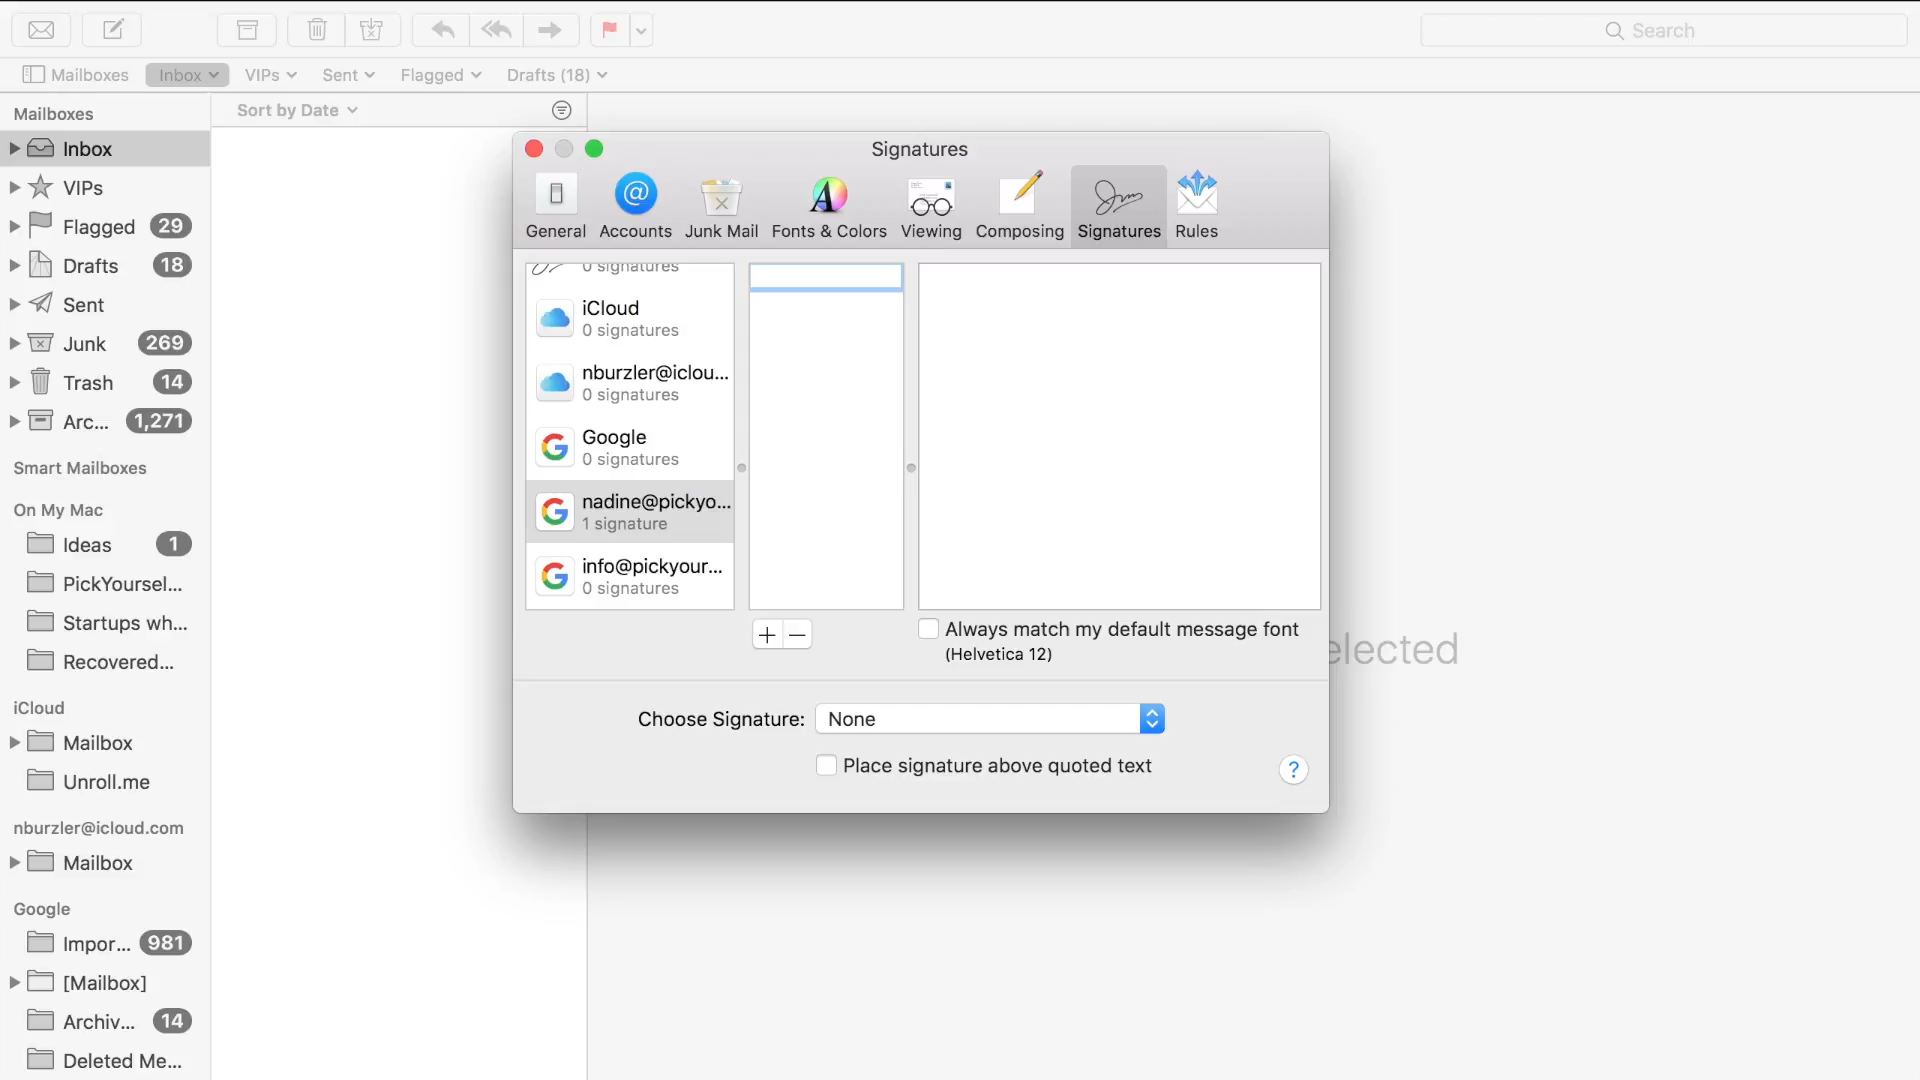 Search
Mailboxes
Inbox
VIPs
Sent
Flagged
Drafts (18)
Mailboxes
Sort by Date
Inbox
VIPs
Flagged 29
Drafts 18
Sent
Junk 269
Trash 14
Arc... 1,271
Smart Mailboxes
On My Mac
Ideas 1
PickYoursel...
Startups wh...
Recovered...
iCloud
Mailbox
Unroll.me
nburzler@icloud.com
Mailbox
Google
Impor... 981
[Mailbox]
Archiv... 14
Deleted Me...
Signatures
General
Accounts
Junk Mail
Fonts & Colors
Viewing
Composing
Signatures
Rules
0 signatures
iCloud
0 signatures
nburzler@iclou...
0 signatures
Google
0 signatures
nadine@pickyo...
1 signature
info@pickyour...
0 signatures
+ −
Always match my default message font
(Helvetica 12)
Choose Signature: None
Place signature above quoted text
?
elected